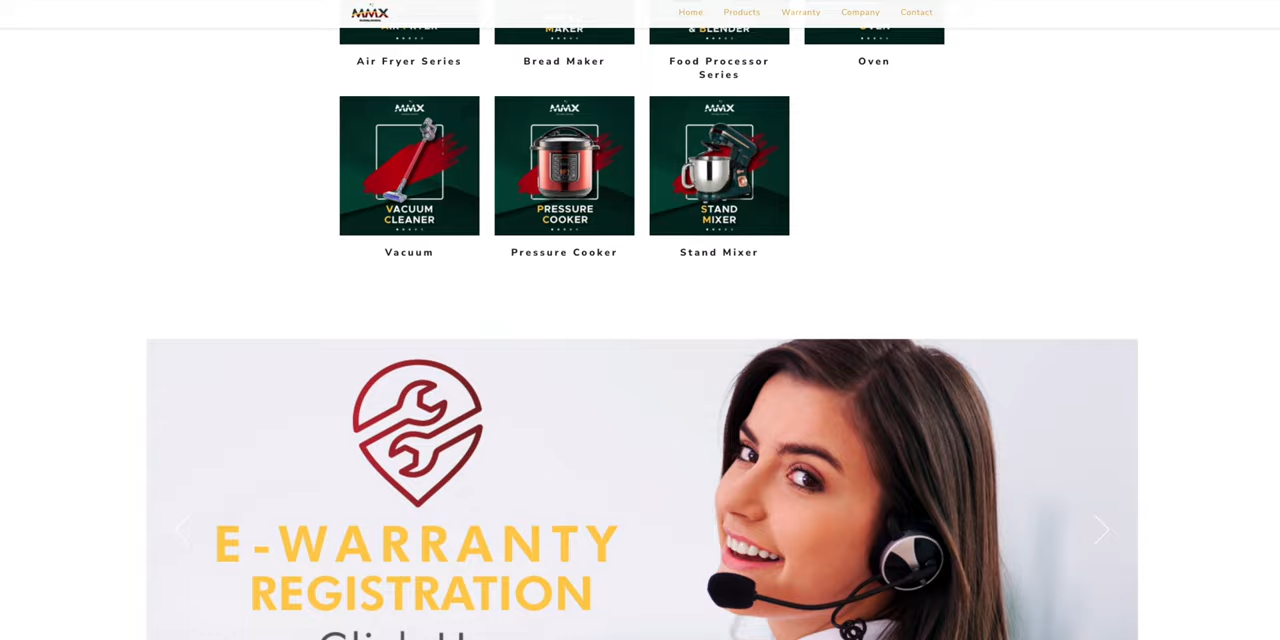 MMX
Home
Products
Warranty
Company
Contact
MAKER
& BLENDER
Air Fryer Series
Bread Maker
Food Processor
Series
Oven
MMX
VACUUM
CLEANER
MMX
PRESSURE
COOKER
MMX
STAND
MIXER
Vacuum
Pressure Cooker
Stand Mixer
E-WARRANTY
REGISTRATION